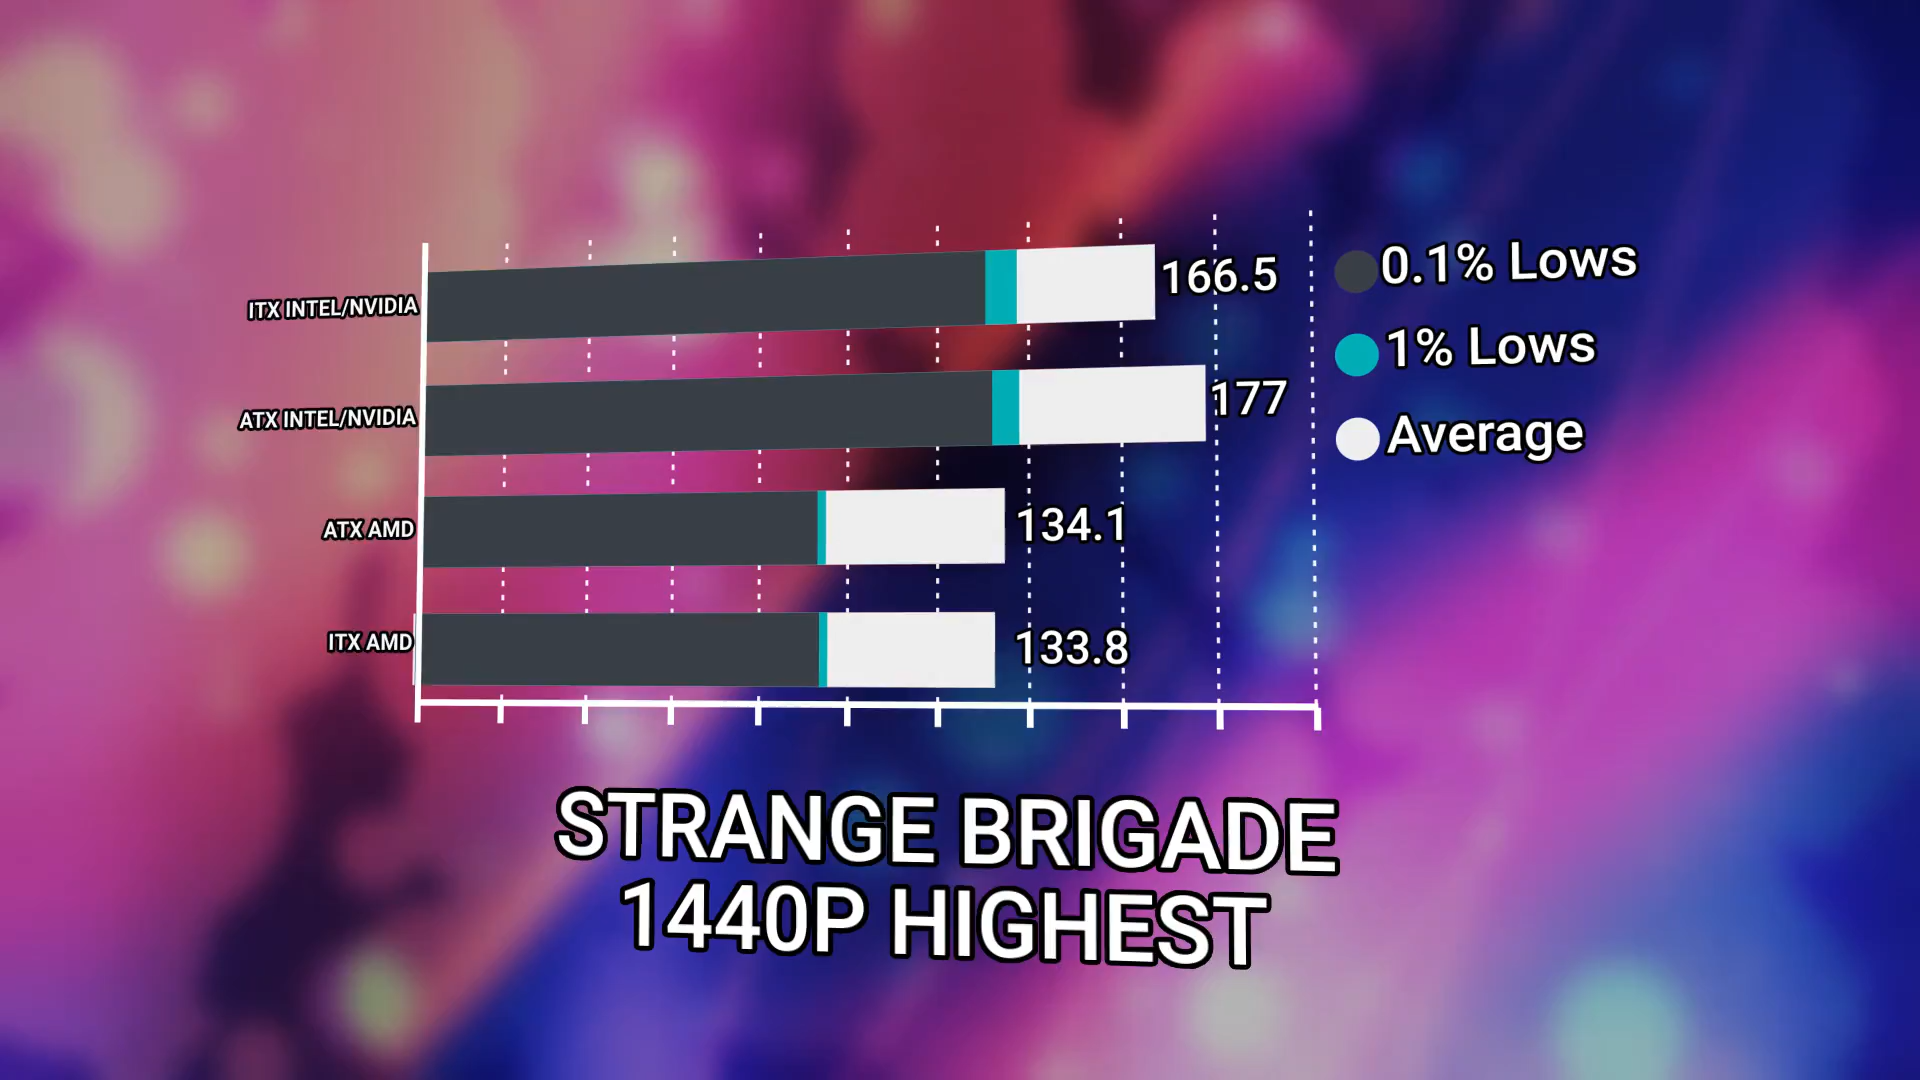 ITX INTEL/NVIDIA
166.5
ATX INTEL/NVIDIA
177
ATX AMD
134.1
ITX AMD
133.8
0.1% Lows
1% Lows
Average
STRANGE BRIGADE
1440P HIGHEST